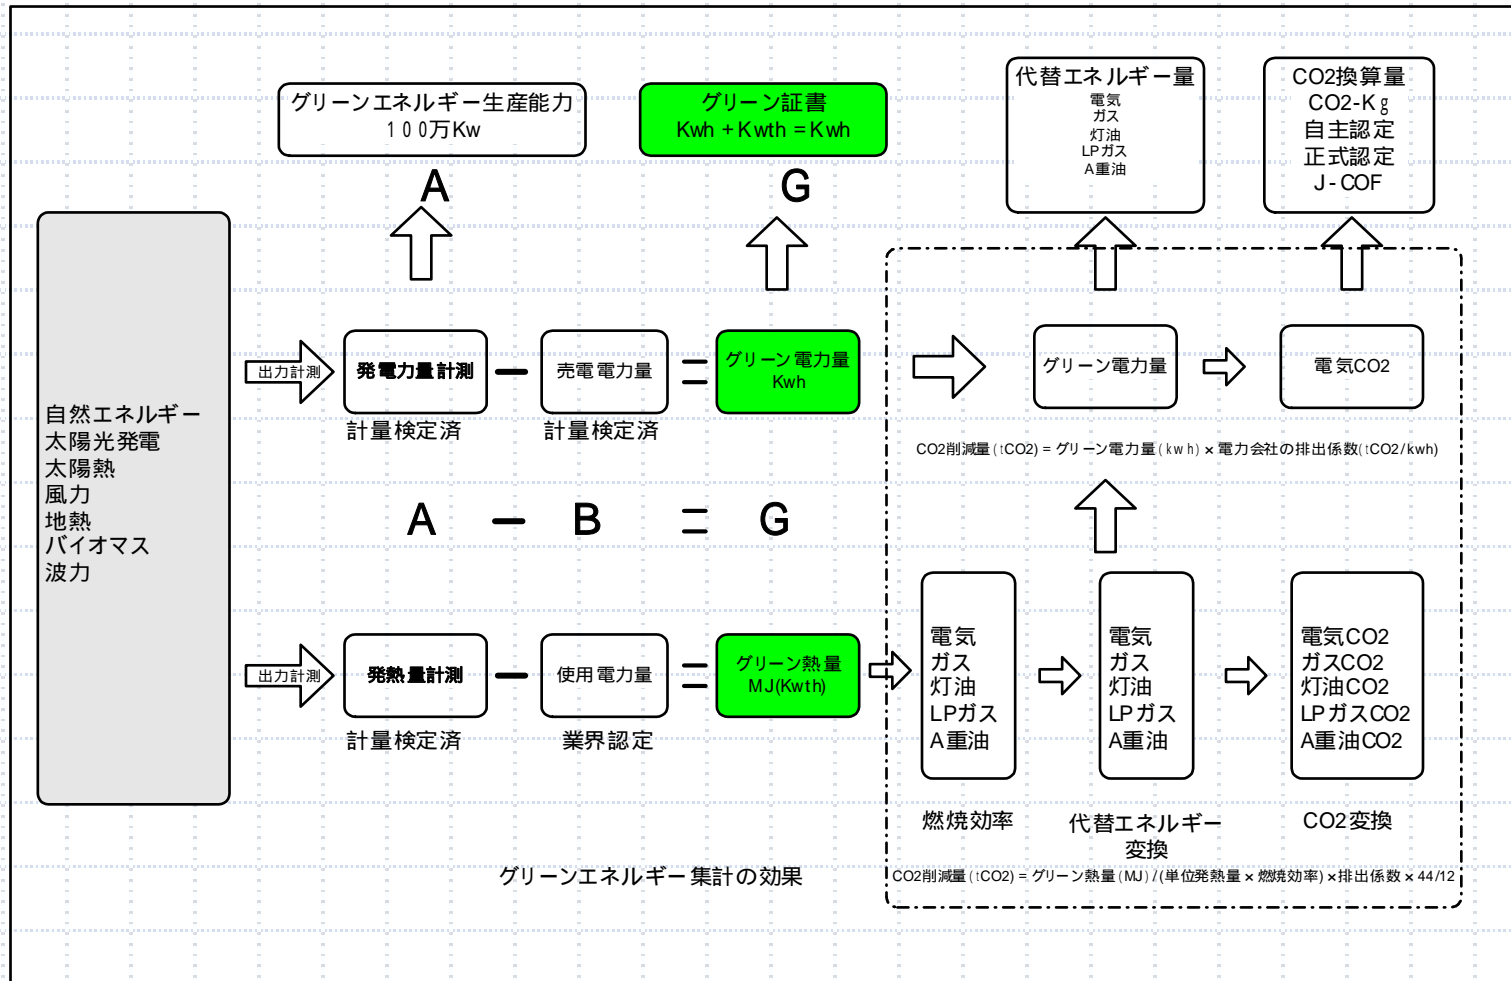 グリーンエネルギー生産能力
100万Kw
グリーン証書
Kwh + Kwth = Kwh
代替エネルギー量
電気
ガス
灯油
LPガス
A重油
CO2換算量
CO2-Kg
自主認定
正式認定
J-COF
A
G
自然エネルギー
太陽光発電
太陽熱
風力
地熱
バイオマス
波力
出力計測
発電力量計測
ー
売電電力量
=
グリーン電力量
Kwh
グリーン電力量
電気CO2
計量検定済
計量検定済
CO2削減量(tCO2) = グリーン電力量(kwh) × 電力会社の排出係数(tCO2/kwh)
A ー B = G
出力計測
発熱量計測
ー
使用電力量
=
グリーン熱量
MJ(Kwth)
計量検定済
業界認定
電気
ガス
灯油
LPガス
A重油
電気
ガス
灯油
LPガス
A重油
電気CO2
ガスCO2
灯油CO2
LPガスCO2
A重油CO2
燃焼効率
代替エネルギー
変換
CO2変換
グリーンエネルギー集計の効果
CO2削減量(tCO2) = グリーン熱量(MJ)/(単位発熱量 × 燃焼効率) × 排出係数 × 44/12